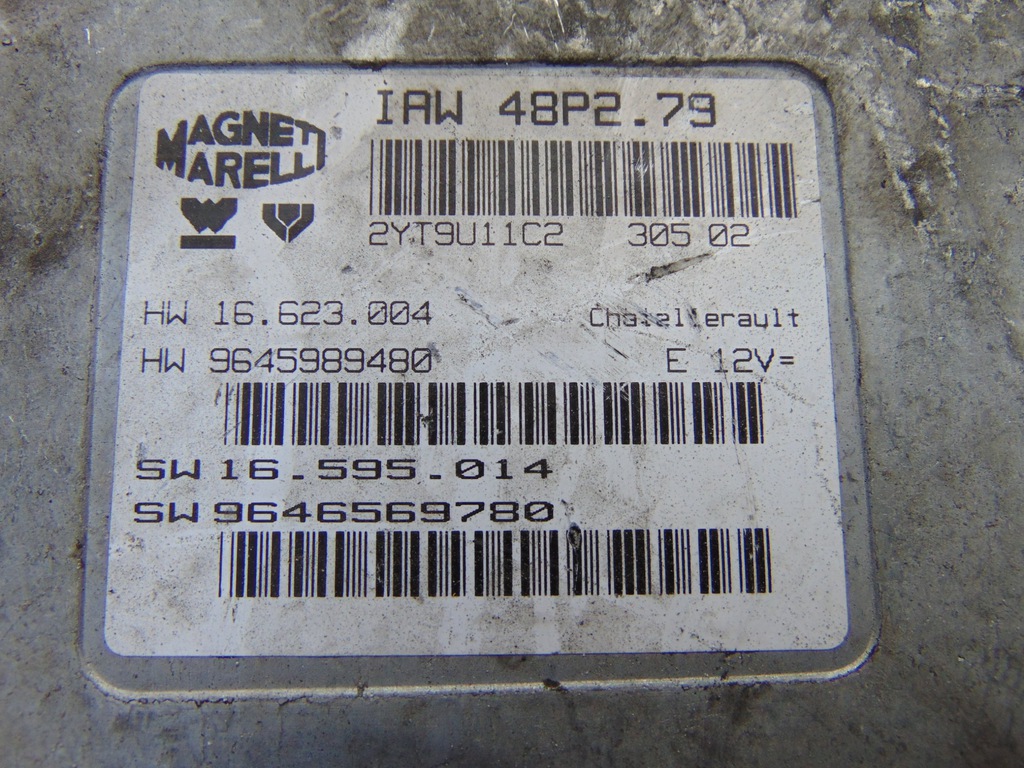 MAGNETI
MARELLI
IAW 48P2.79
2YT9U11C2 305 02
HW 16.623.004 Chatellerault
HW 9645989480 E 12V=
SW 16.595.014
SW 9646569780